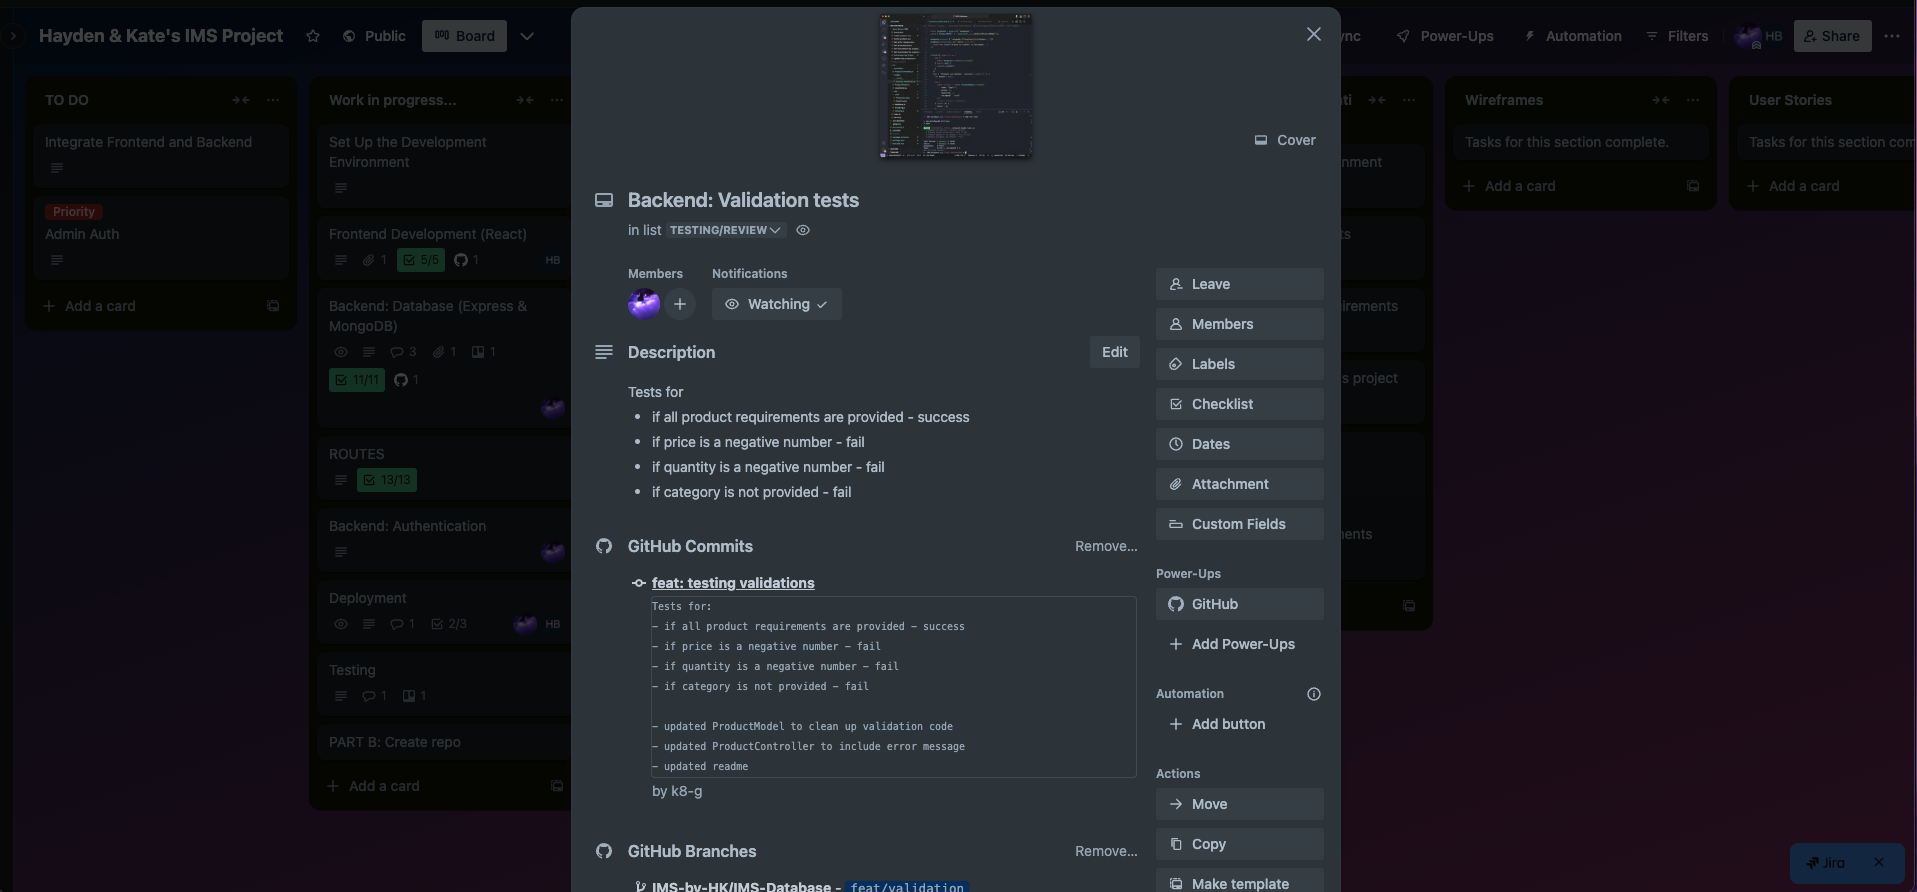 Hayden & Kate's IMS Project
Public
Board
Power-Ups
Automation
Filters
HB
Share
TO DO
Integrate Frontend and Backend
Priority
Admin Auth
Add a card
Work in progress...
Set Up the Development
Environment
Frontend Development (React)
1
5/5
1
HB
Backend: Database (Express &
MongoDB)
3
1
1
11/11
1
ROUTES
13/13
Backend: Authentication
Deployment
1
2/3
HB
Testing
1
1
PART B: Create repo
Add a card
Cover
Backend: Validation tests
in list TESTING/REVIEW
Members
Notifications
Watching
Description
Edit
Tests for
• if all product requirements are provided - success
• if price is a negative number - fail
• if quantity is a negative number - fail
• if category is not provided - fail
GitHub Commits
Remove...
feat: testing validations
Tests for:
- if all product requirements are provided - success
- if price is a negative number - fail
- if quantity is a negative number - fail
- if category is not provided - fail
- updated ProductModel to clean up validation code
- updated ProductController to include error message
- updated readme
by k8-g
GitHub Branches
Remove...
IMS-by-HK/IMS-Database - feat/validation
Leave
Members
Labels
Checklist
Dates
Attachment
Custom Fields
Power-Ups
GitHub
Add Power-Ups
Automation
Add button
Actions
Move
Copy
Make template
Wireframes
Tasks for this section complete.
Add a card
User Stories
Tasks for this section com
Add a card
Jira